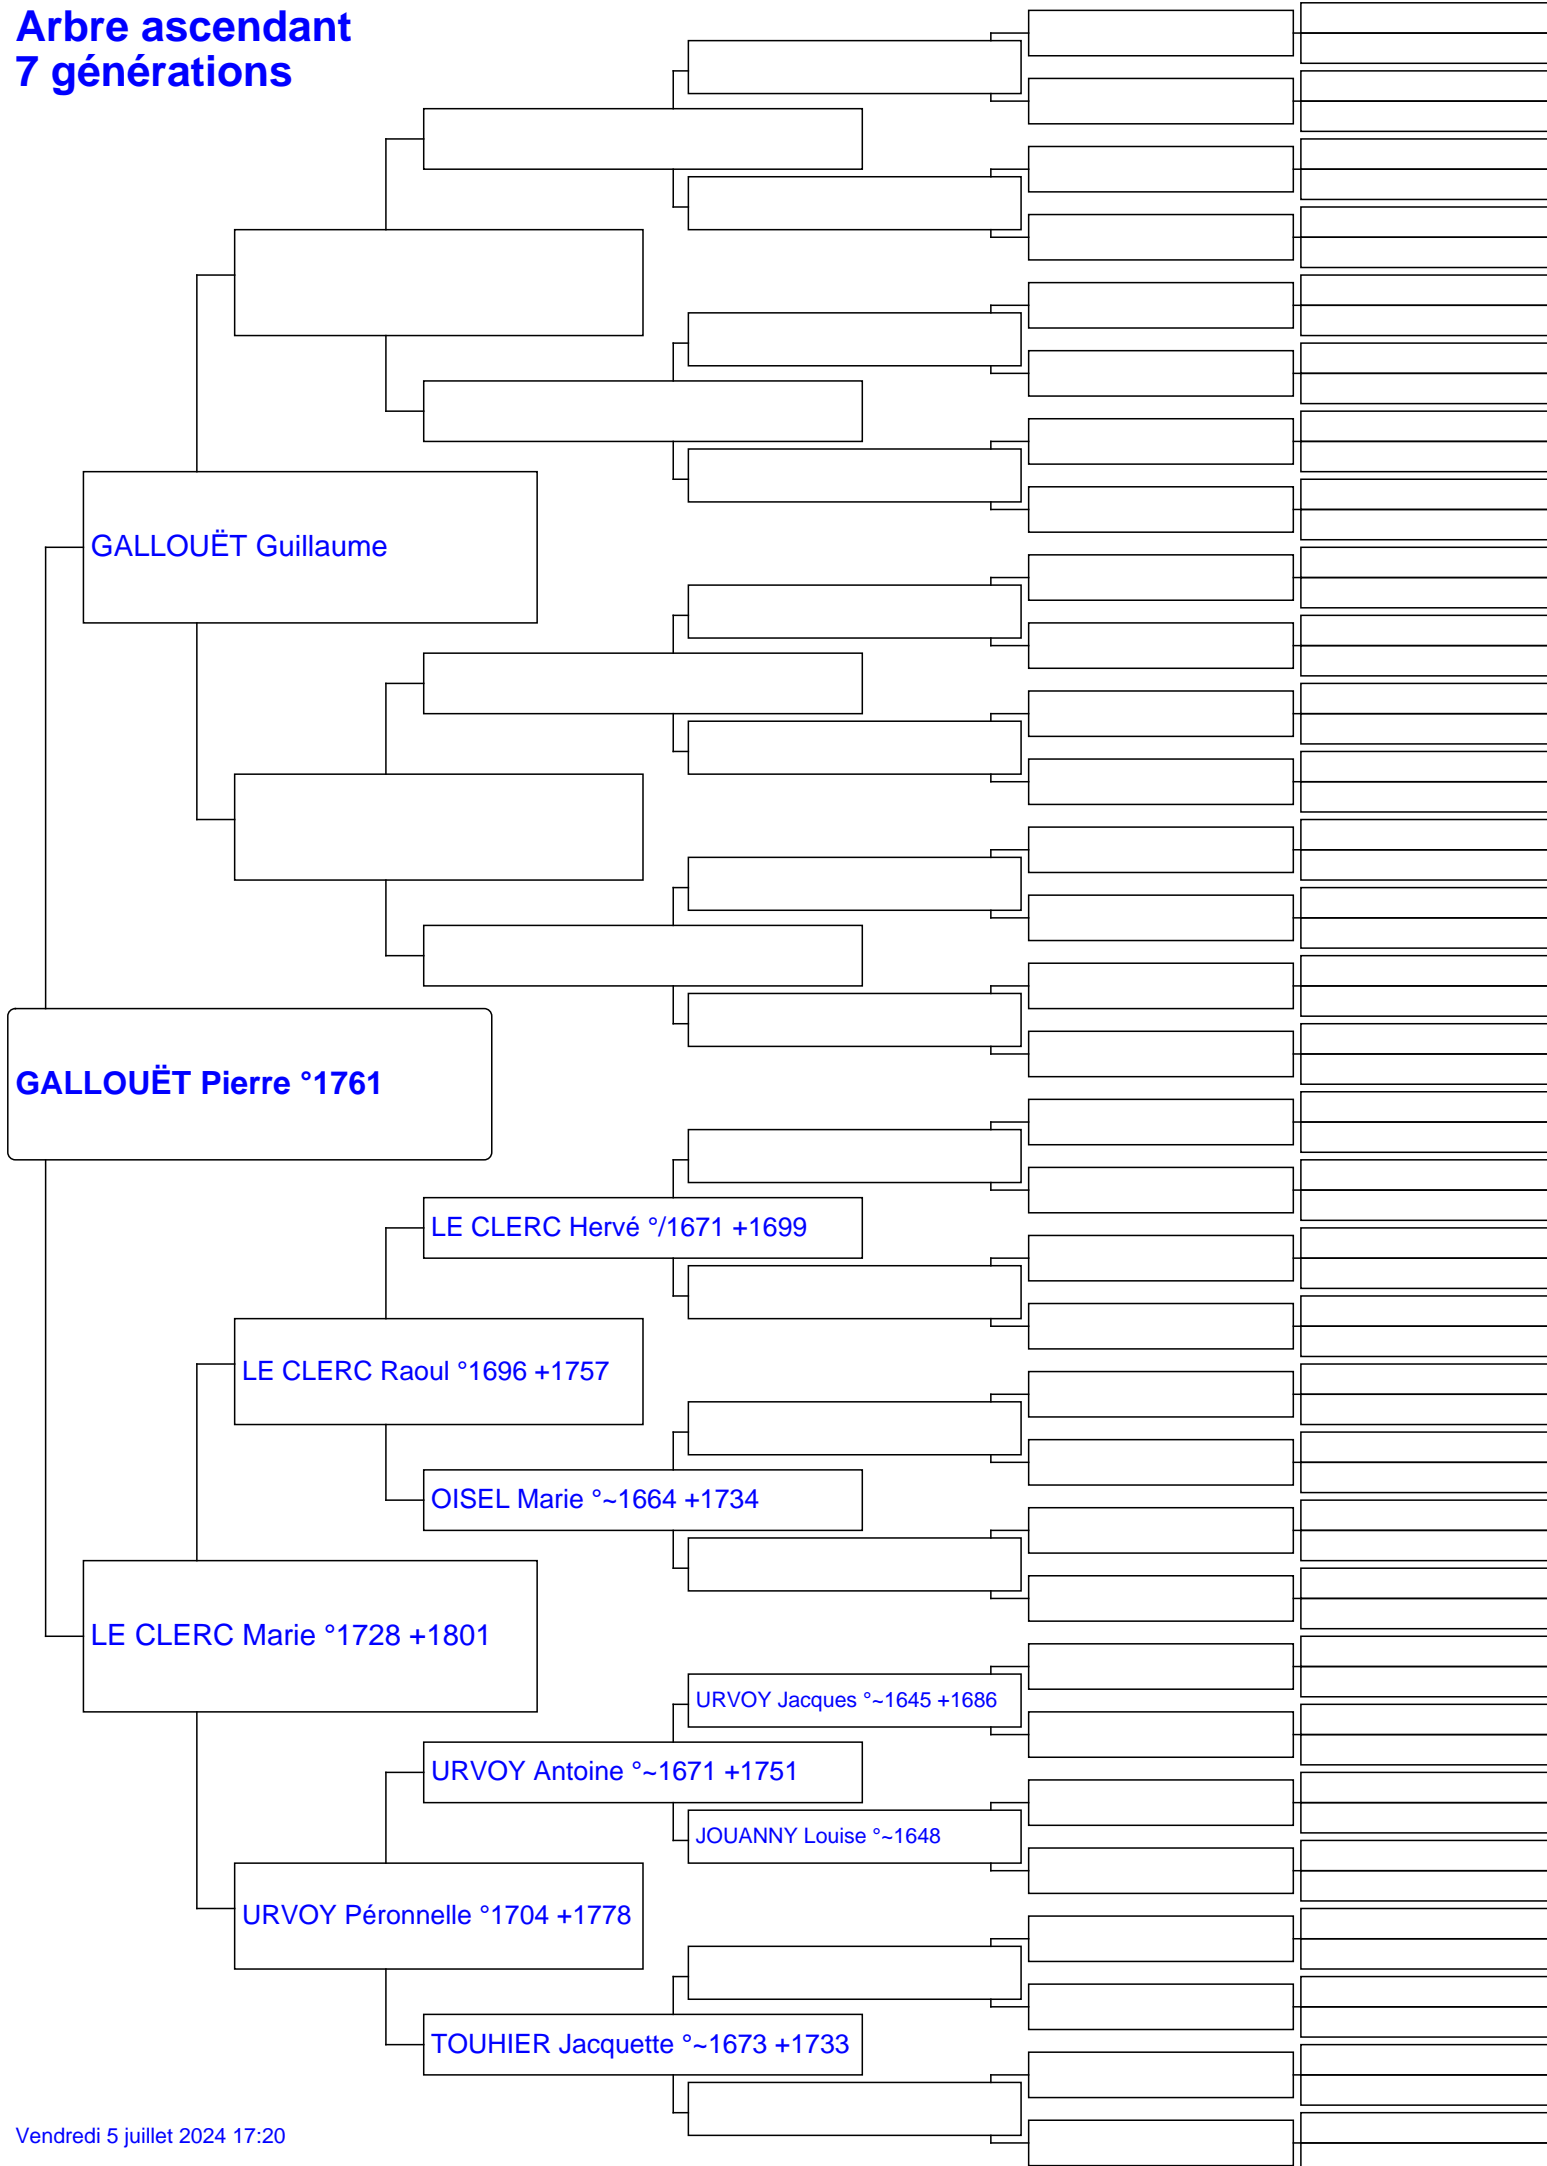 Arbre ascendant
7 générations
GALLOUËT Guillaume
GALLOUËT Pierre °1761
LE CLERC Hervé °/1671 +1699
LE CLERC Raoul °1696 +1757
OISEL Marie °~1664 +1734
LE CLERC Marie °1728 +1801
URVOY Jacques °~1645 +1686
URVOY Antoine °~1671 +1751
JOUANNY Louise °~1648
URVOY Péronnelle °1704 +1778
TOUHIER Jacquette °~1673 +1733
Vendredi 5 juillet 2024 17:20